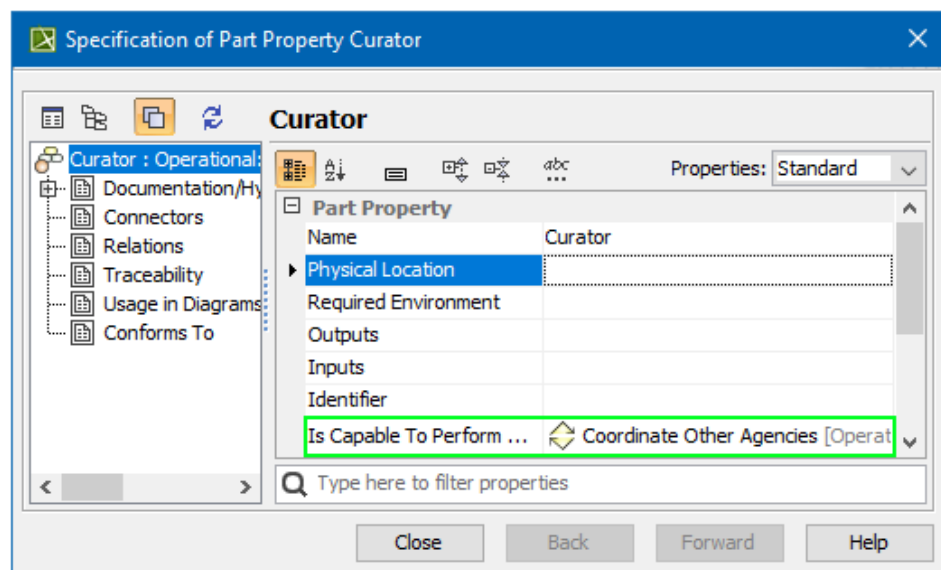 Specification of Part Property Curator
Curator
Curator : Operational:
Documentation/Hy
Connectors
Relations
Traceability
Usage in Diagrams
Conforms To
Properties: Standard
Part Property
Name Curator
Physical Location
Required Environment
Outputs
Inputs
Identifier
Is Capable To Perform ... Coordinate Other Agencies [Operat
Type here to filter properties
Close Back Forward Help